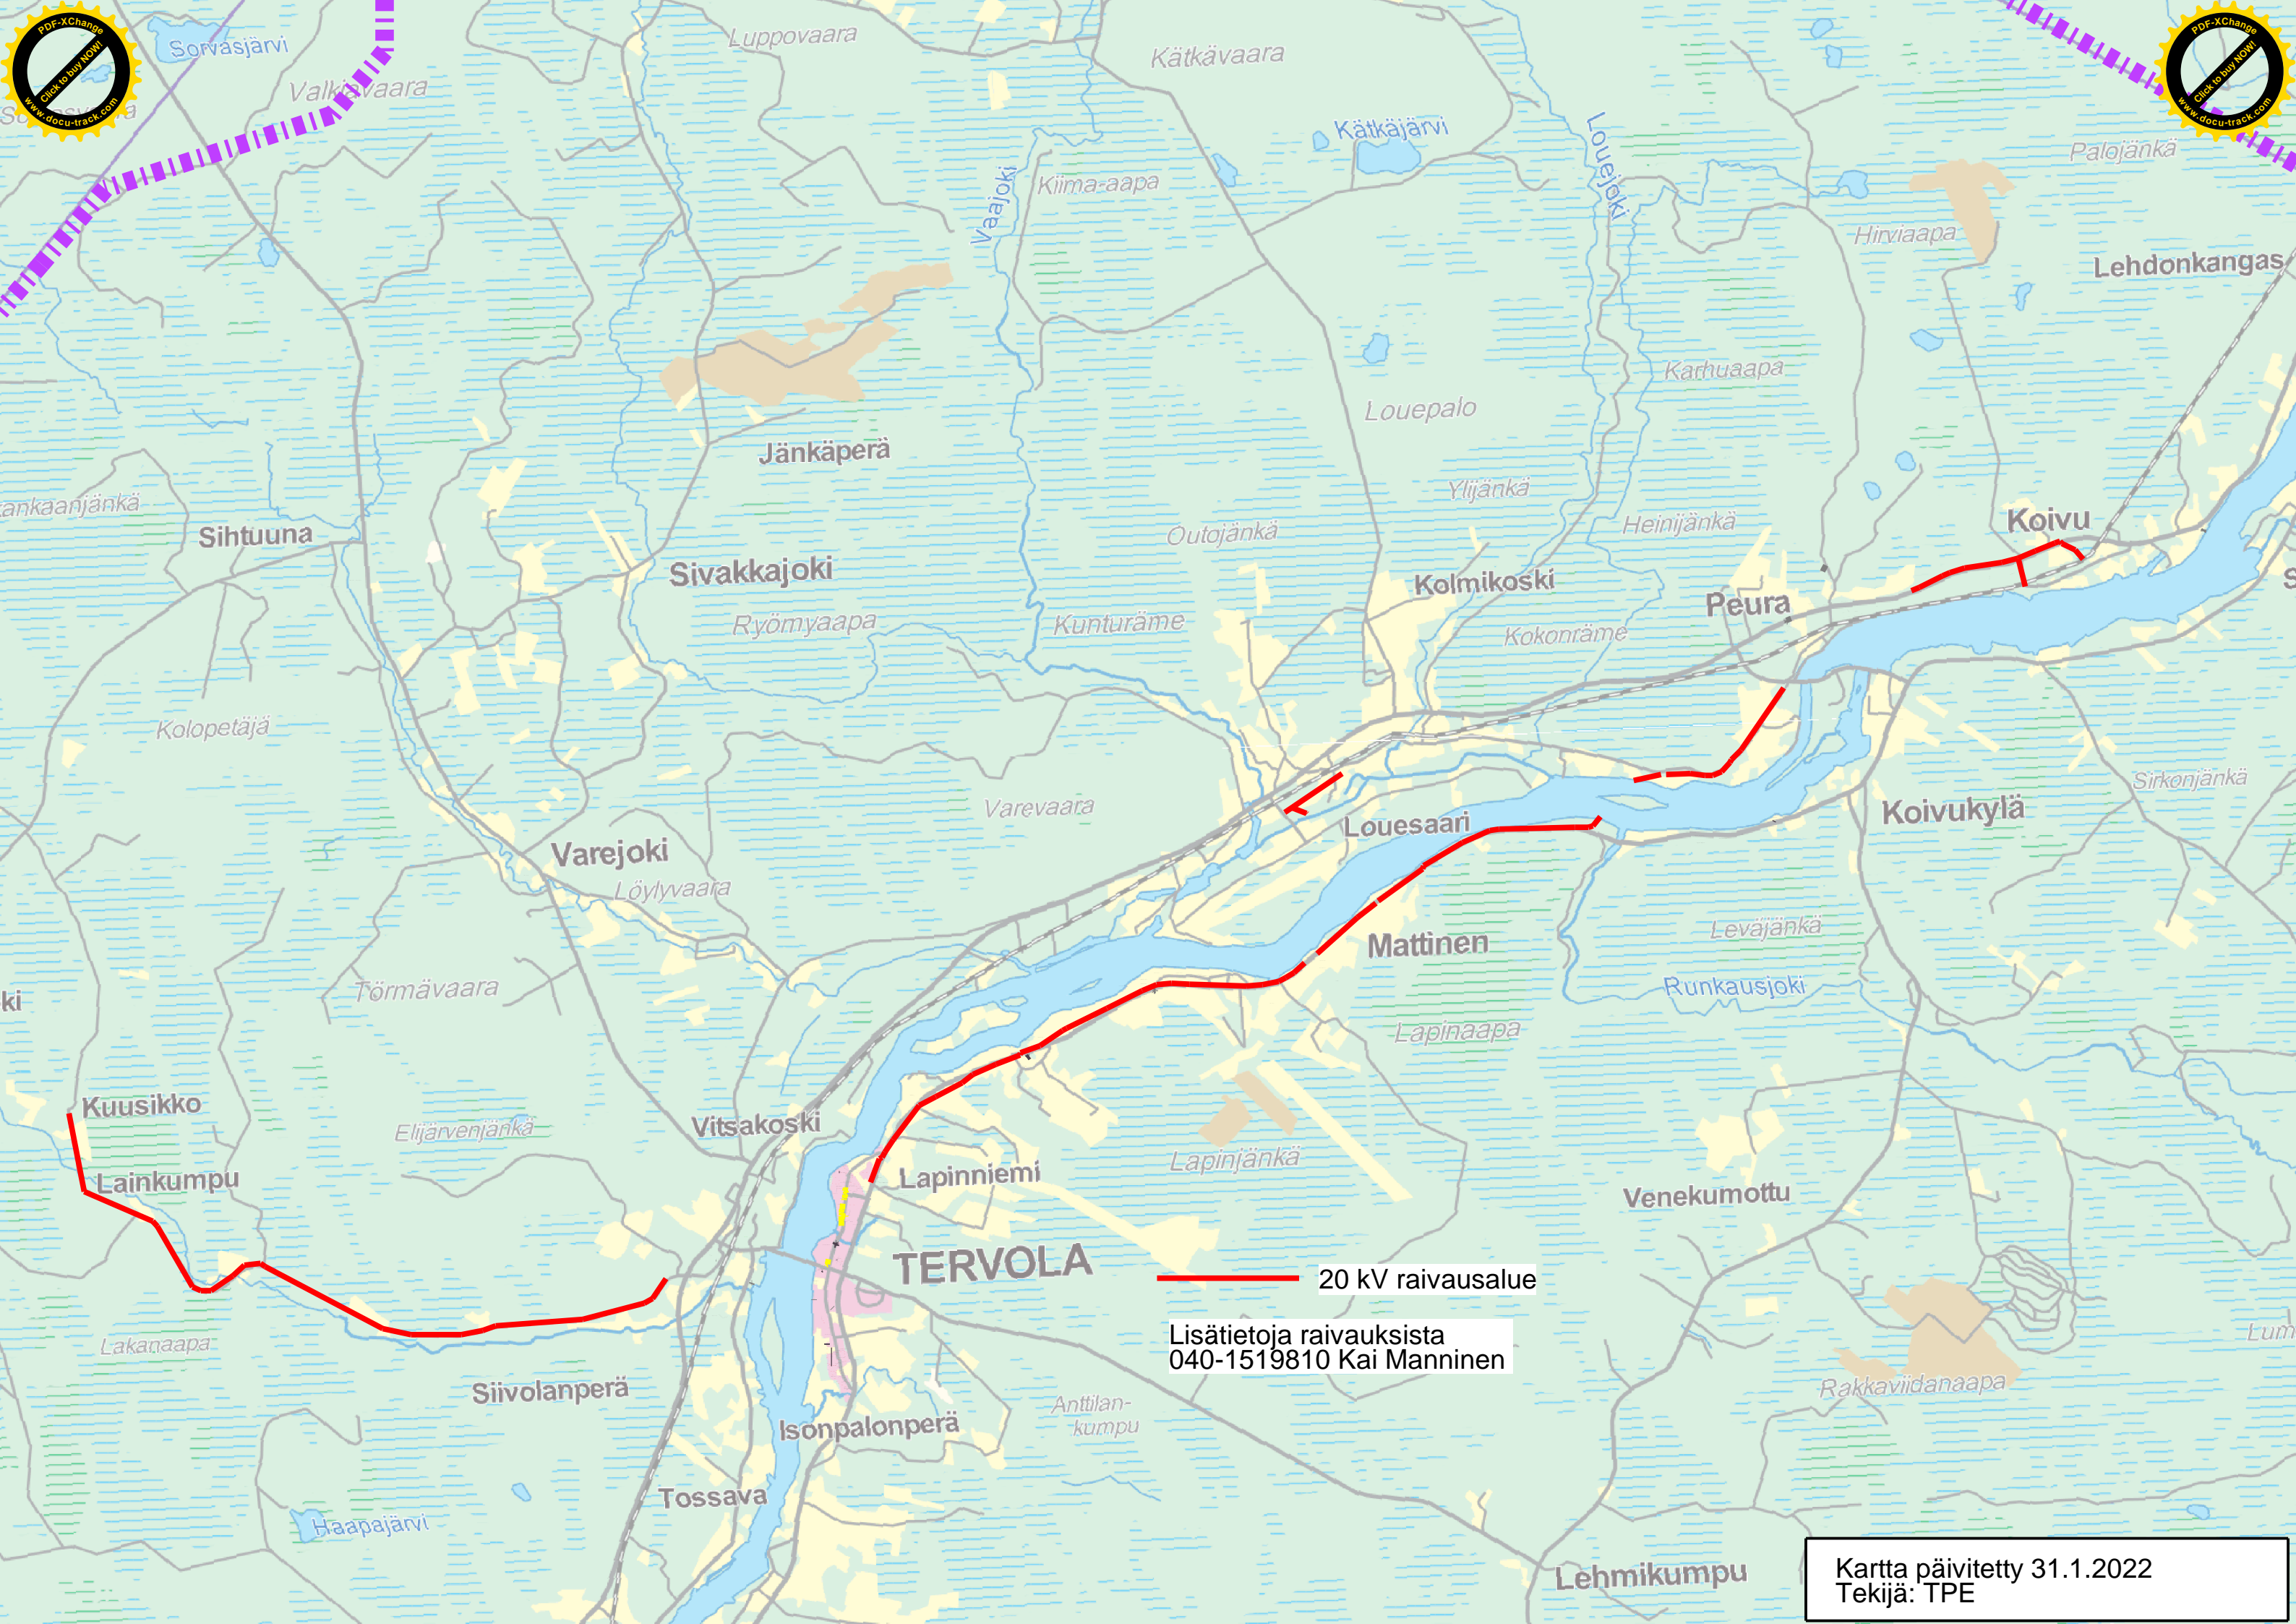 PDF-XChange
Click to buy NOW!
www.docu-track.com
PDF-XChange
Click to buy NOW!
www.docu-track.com
Sorvasjärvi
Valkiavaara
Luppovaara
Kätkävaara
Kätkäjärvi
Louejoki
Palojänkä
Kiima-aapa
Vaajoki
Hirviaapa
Lehdonkangas
Karhuaapa
Louepalo
Jänkäperä
Ylijänkä
Heinijänkä
Koivu
ankaanjänkä
Sihtuuna
Outojänkä
Sivakkajoki
Kolmikoski
Peura
Ryömyaapa
Kunturäme
Kokonräme
Kolopetäjä
Varevaara
Sirkonjänkä
Koivukylä
Louesaari
Varejoki
Löylyvaara
Leväjänkä
Mattinen
Törmävaara
Runkausjoki
ki
Lapinaapa
Kuusikko
Elijärvenjänkä
Vitsakoski
Lapinjänkä
Lainkumpu
Lapinniemi
Venekumottu
TERVOLA
20 kV raivausalue
Lisätietoja raivauksista
040-1519810 Kai Manninen
Lakanaapa
Lum
Siivolanperä
Rakkaviidanaapa
Anttilan-
kumpu
Isonpalonperä
Tossava
Haapajärvi
Lehmikumpu
Kartta päivitetty 31.1.2022
Tekijä: TPE